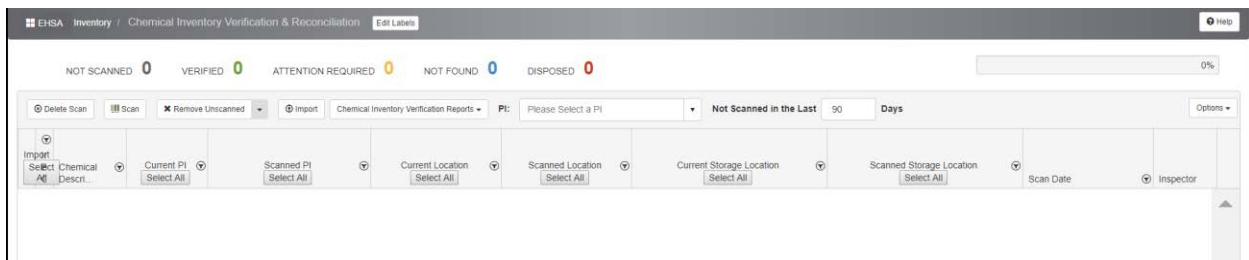 EHSA Inventory / Chemical Inventory Verification & Reconciliation Edit Labels Help
NOT SCANNED 0 VERIFIED 0 ATTENTION REQUIRED 0 NOT FOUND 0 DISPOSED 0 0%
Delete Scan Scan Remove Unscanned Import Chemical Inventory Verification Reports PI: Please Select a PI Not Scanned in the Last 90 Days Options
Import
Select All Chemical Descri... Current PI Select All Scanned PI Select All Current Location Select All Scanned Location Select All Current Storage Location Select All Scanned Storage Location Select All Scan Date Inspector